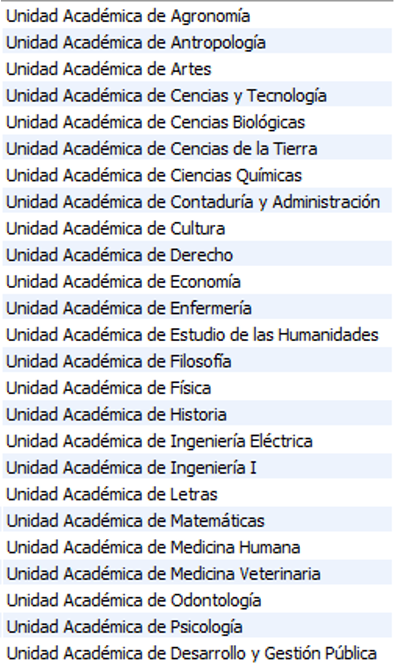 Unidad Académica de Agronomía
Unidad Académica de Antropología
Unidad Académica de Artes
Unidad Académica de Cencias y Tecnología
Unidad Académica de Cencias Biológicas
Unidad Académica de Cencias de la Tierra
Unidad Académica de Ciencias Químicas
Unidad Académica de Contaduría y Administración
Unidad Académica de Cultura
Unidad Académica de Derecho
Unidad Académica de Economía
Unidad Académica de Enfermería
Unidad Académica de Estudio de las Humanidades
Unidad Académica de Filosofía
Unidad Académica de Física
Unidad Académica de Historia
Unidad Académica de Ingeniería Eléctrica
Unidad Académica de Ingeniería I
Unidad Académica de Letras
Unidad Académica de Matemáticas
Unidad Académica de Medicina Humana
Unidad Académica de Medicina Veterinaria
Unidad Académica de Odontología
Unidad Académica de Psicología
Unidad Académica de Desarrollo y Gestión Pública